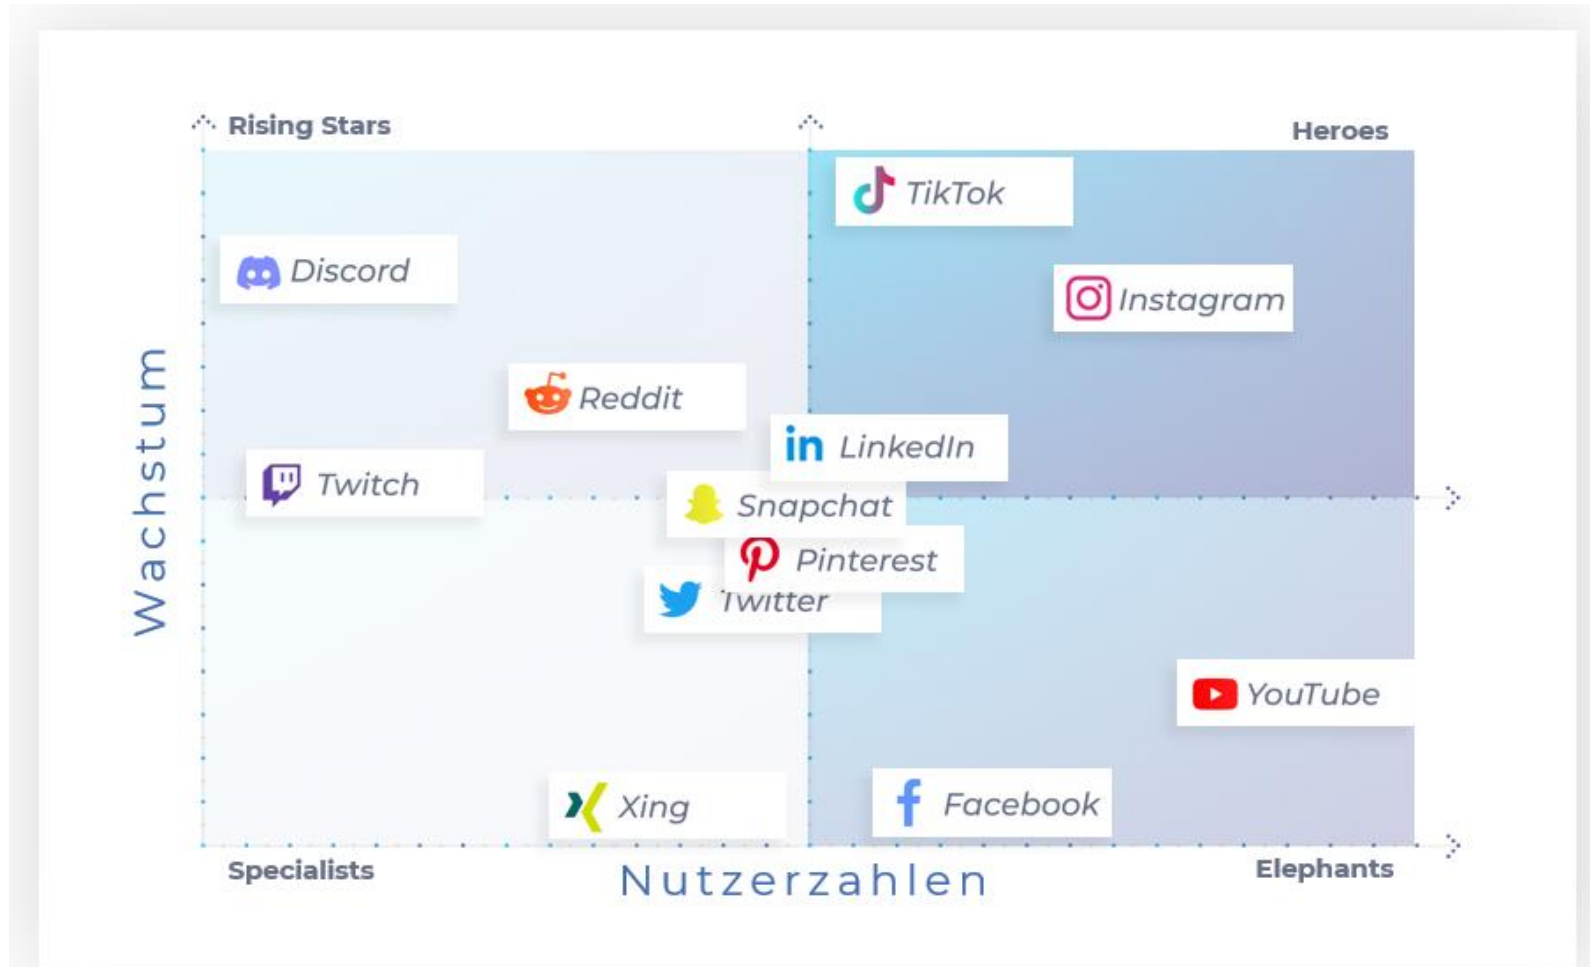 Rising Stars
Heroes
TikTok
Discord
Instagram
Reddit
in LinkedIn
Twitch
Snapchat
Pinterest
Twitter
YouTube
Xing
Facebook
Wachstum
Specialists
Elephants
Nutzerzahlen